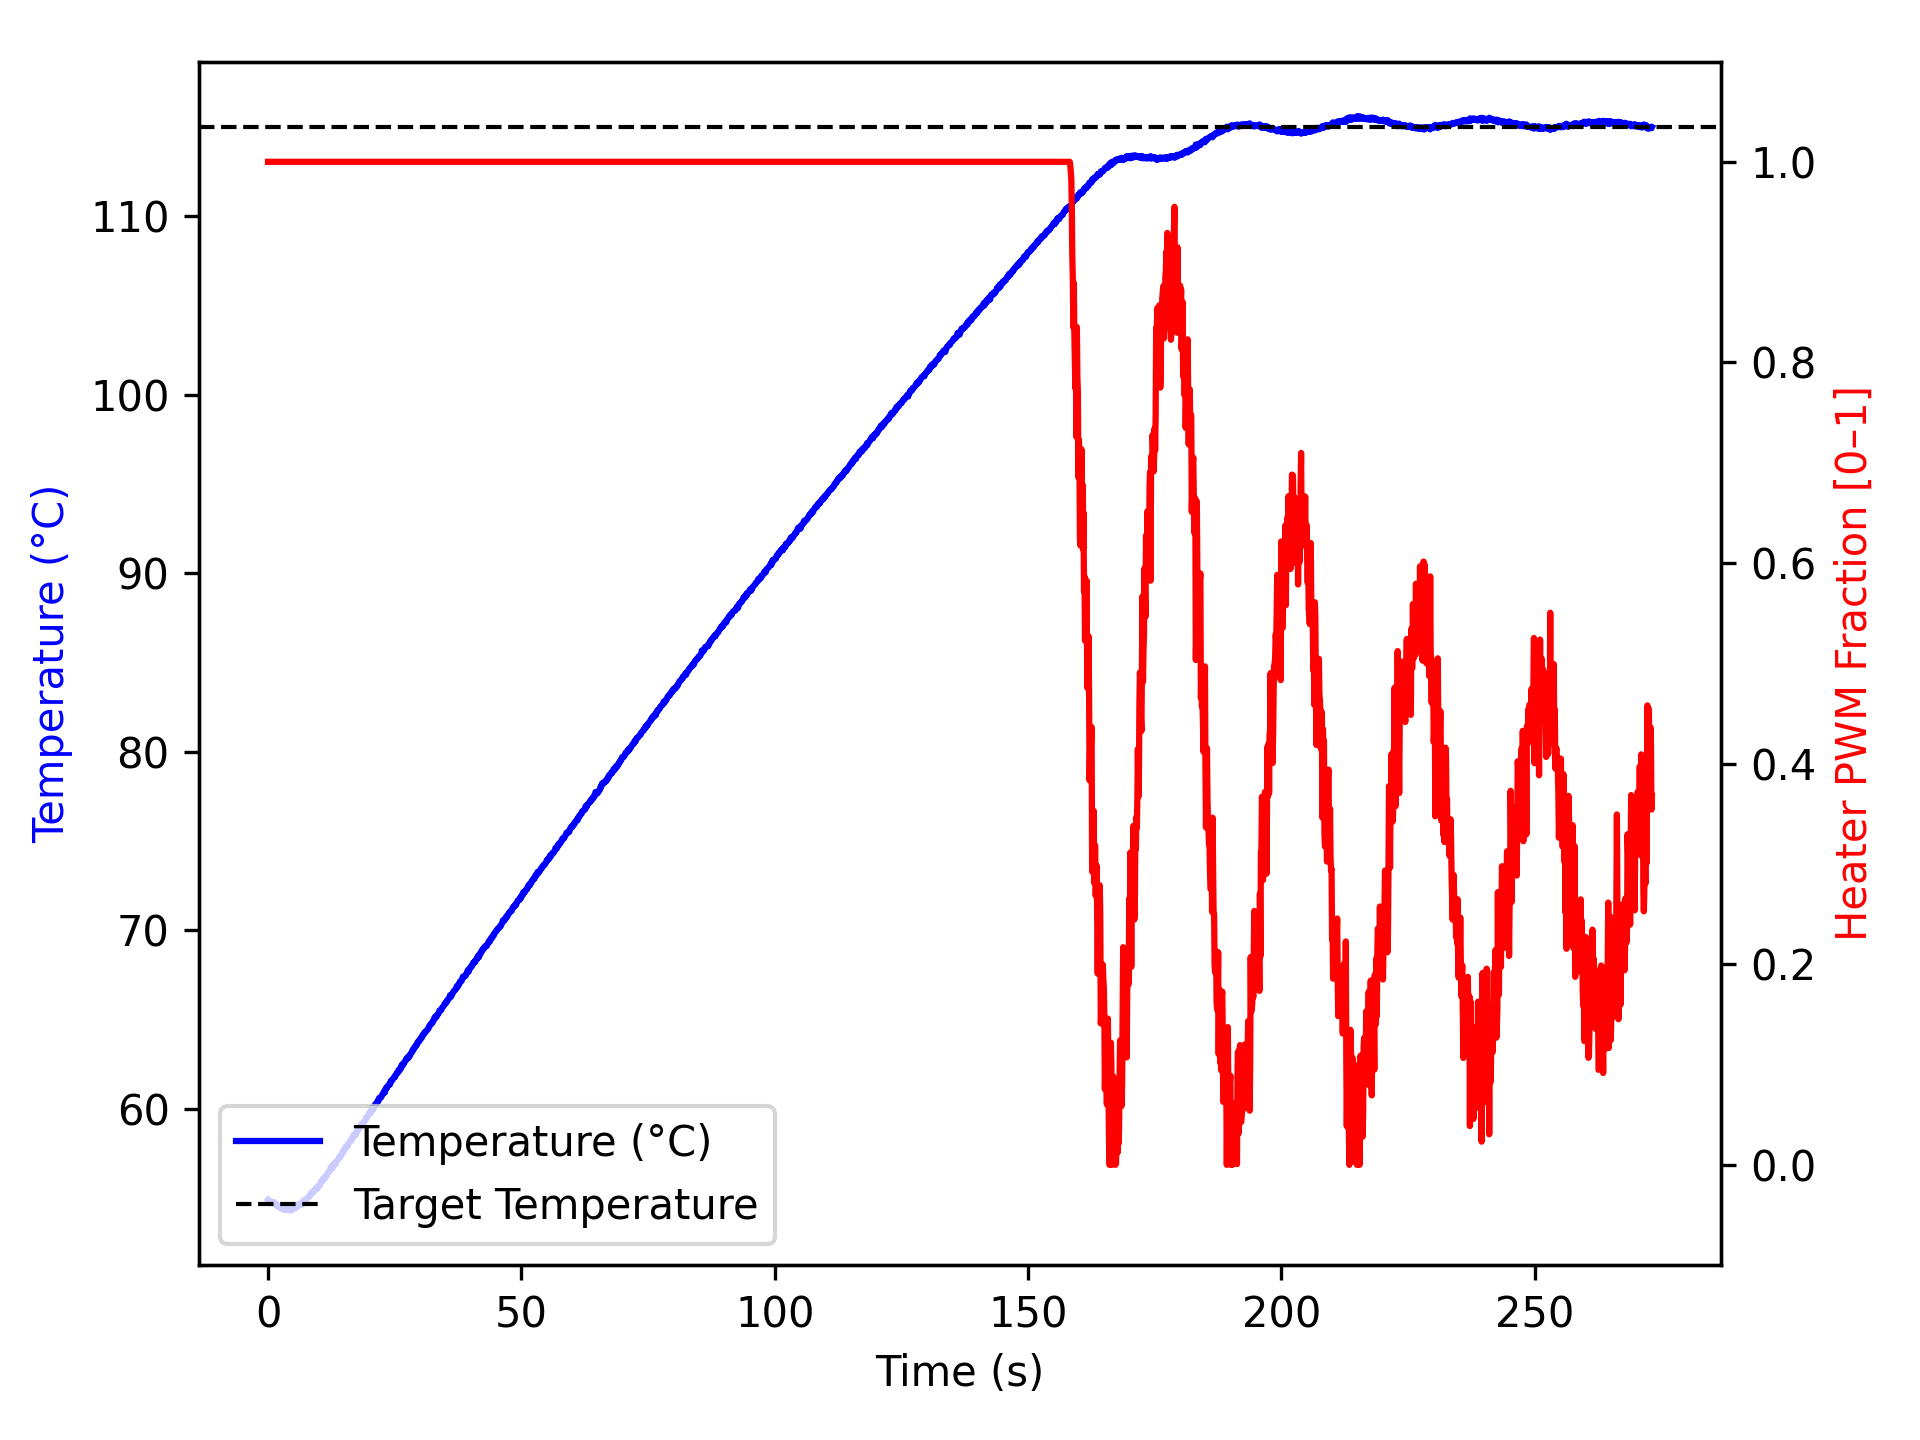 110
100
90
80
70
60
Temperature (°C)
1.0
0.8
0.6
0.4
0.2
0.0
Heater PWM Fraction [0–1]
Temperature (°C)
Target Temperature
0 50 100 150 200 250
Time (s)